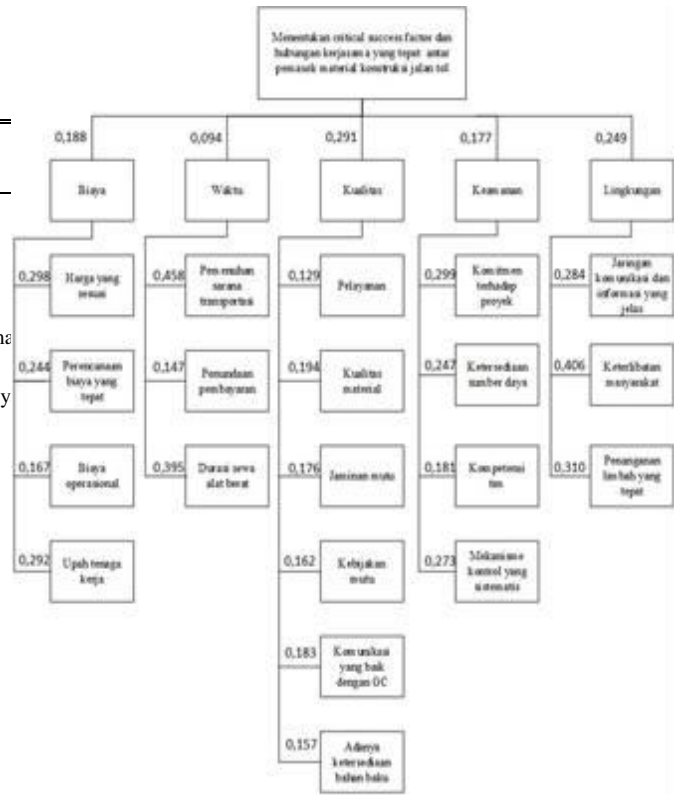 Menentukan critical success factor dan
hubungan kerjasama yang tepat antar
pemasok material konstruksi jalan tol
0,188
0,094
0,291
0,177
0,249
Biaya
Waktu
Kualitas
Keamanan
Lingkungan
0,298
Harga yang
sesuai
0,458
Pemenuhan
sarana
transportasi
0,129
Pelayanan
0,299
Komitmen
terhadap
proyek
0,284
Jaringan
komunikasi dan
informasi yang
jelas
0,244
Perencanaan
biaya yang
tepat
0,147
Penundaan
pembayaran
0,194
Kualitas
material
0,247
Ketersediaan
sumber daya
0,406
Keterlibatan
masyarakat
0,167
Biaya
operasional
0,395
Durasi sewa
alat berat
0,176
Jaminan mutu
0,181
Kompetensi
tim
0,310
Penanganan
limbah yang
tepat
0,292
Upah tenaga
kerja
0,162
Kebijakan
mutu
0,273
Mekanisme
kontrol yang
sistematis
0,183
Komunikasi
yang baik
dengan
0,157
Adanya
ketersediaan
bahan baku